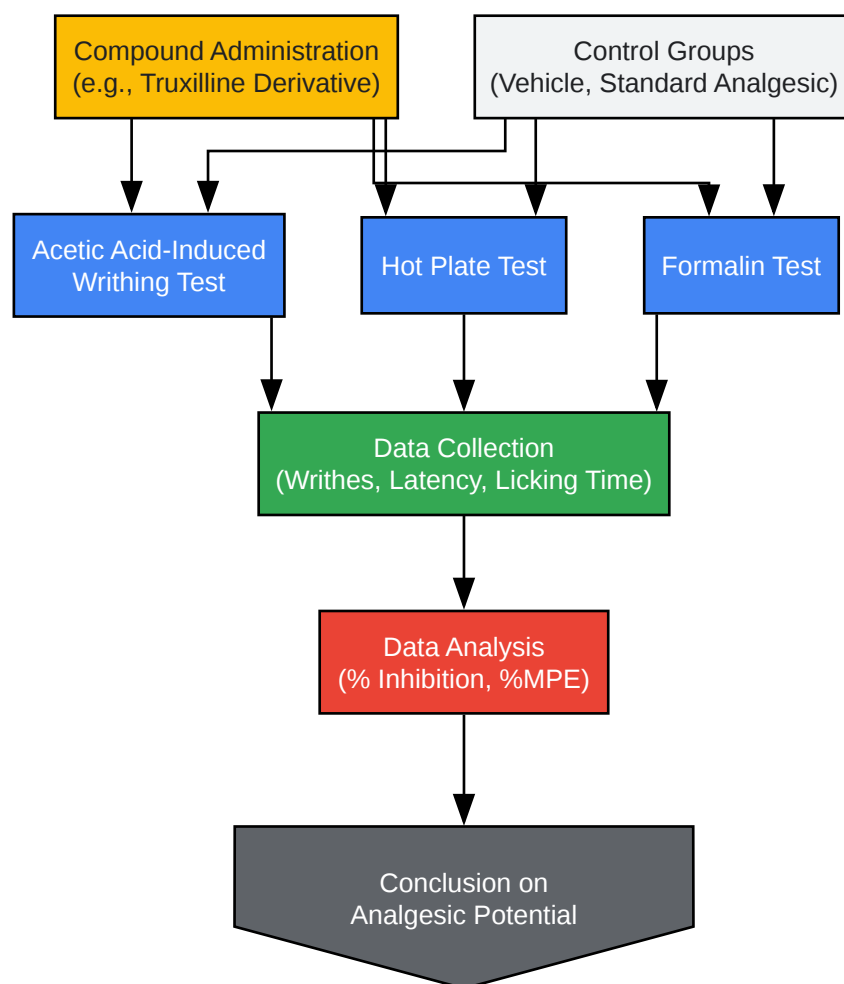 Compound Administration
(e.g., Truxilline Derivative)
Control Groups
(Vehicle, Standard Analgesic)
Acetic Acid-Induced
Writhing Test
Hot Plate Test
Formalin Test
Data Collection
(Writhes, Latency, Licking Time)
Data Analysis
(% Inhibition, %MPE)
Conclusion on
Analgesic Potential